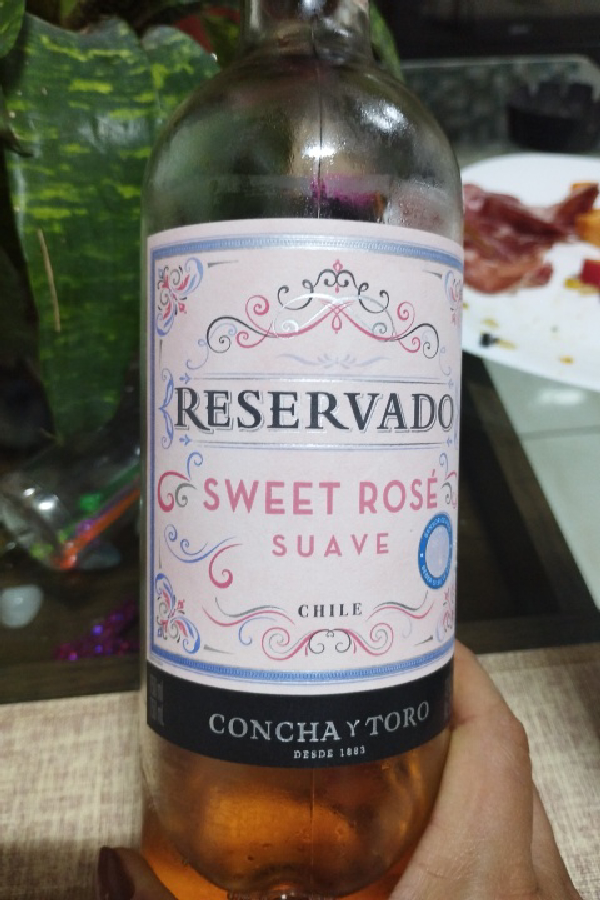 RESERVADO
SWEET ROSÉ
SUAVE
CHILE
CONCHA Y TORO
DESDE 1883